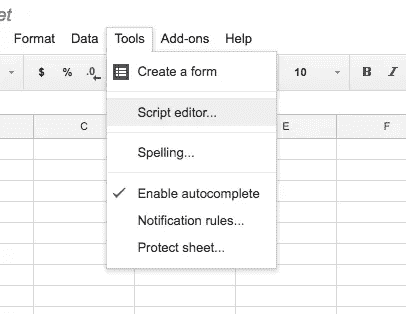 et
Format Data Tools Add-ons Help
$ % .0 10 B I
Create a form
Script editor...
C E F
Spelling...
Enable autocomplete
Notification rules...
Protect sheet...